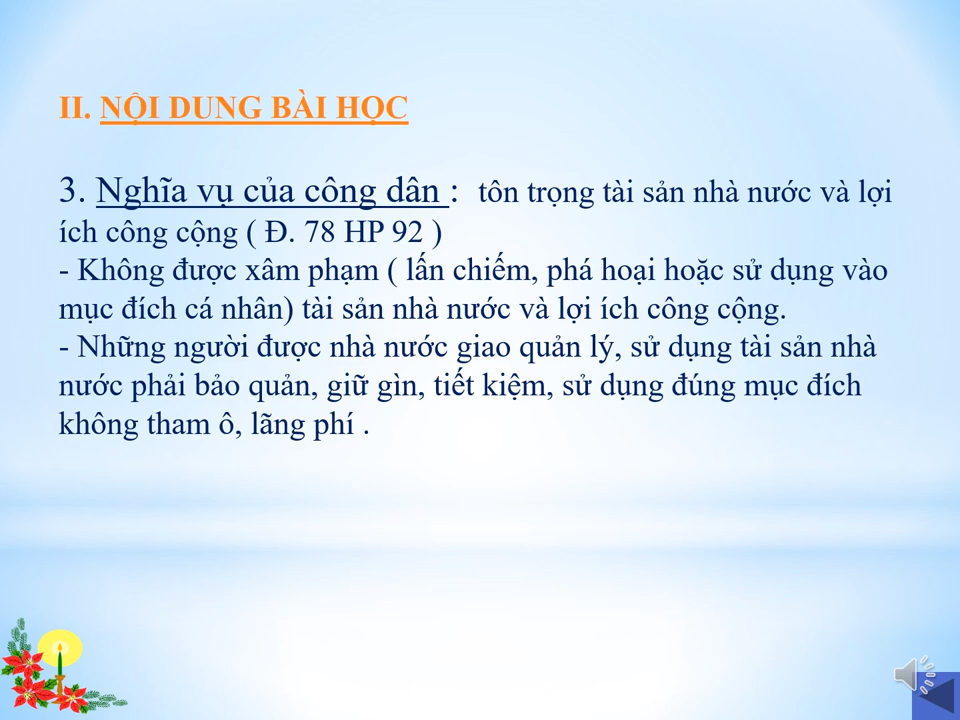 II. NỘI DUNG BÀI HỌC
3. Nghĩa vụ của công dân : tôn trọng tài sản nhà nước và lợi
ích công cộng ( Đ. 78 HP 92 )
- Không được xâm phạm ( lấn chiếm, phá hoại hoặc sử dụng vào
mục đích cá nhân) tài sản nhà nước và lợi ích công cộng.
- Những người được nhà nước giao quản lý, sử dụng tài sản nhà
nước phải bảo quản, giữ gìn, tiết kiệm, sử dụng đúng mục đích
không tham ô, lãng phí .